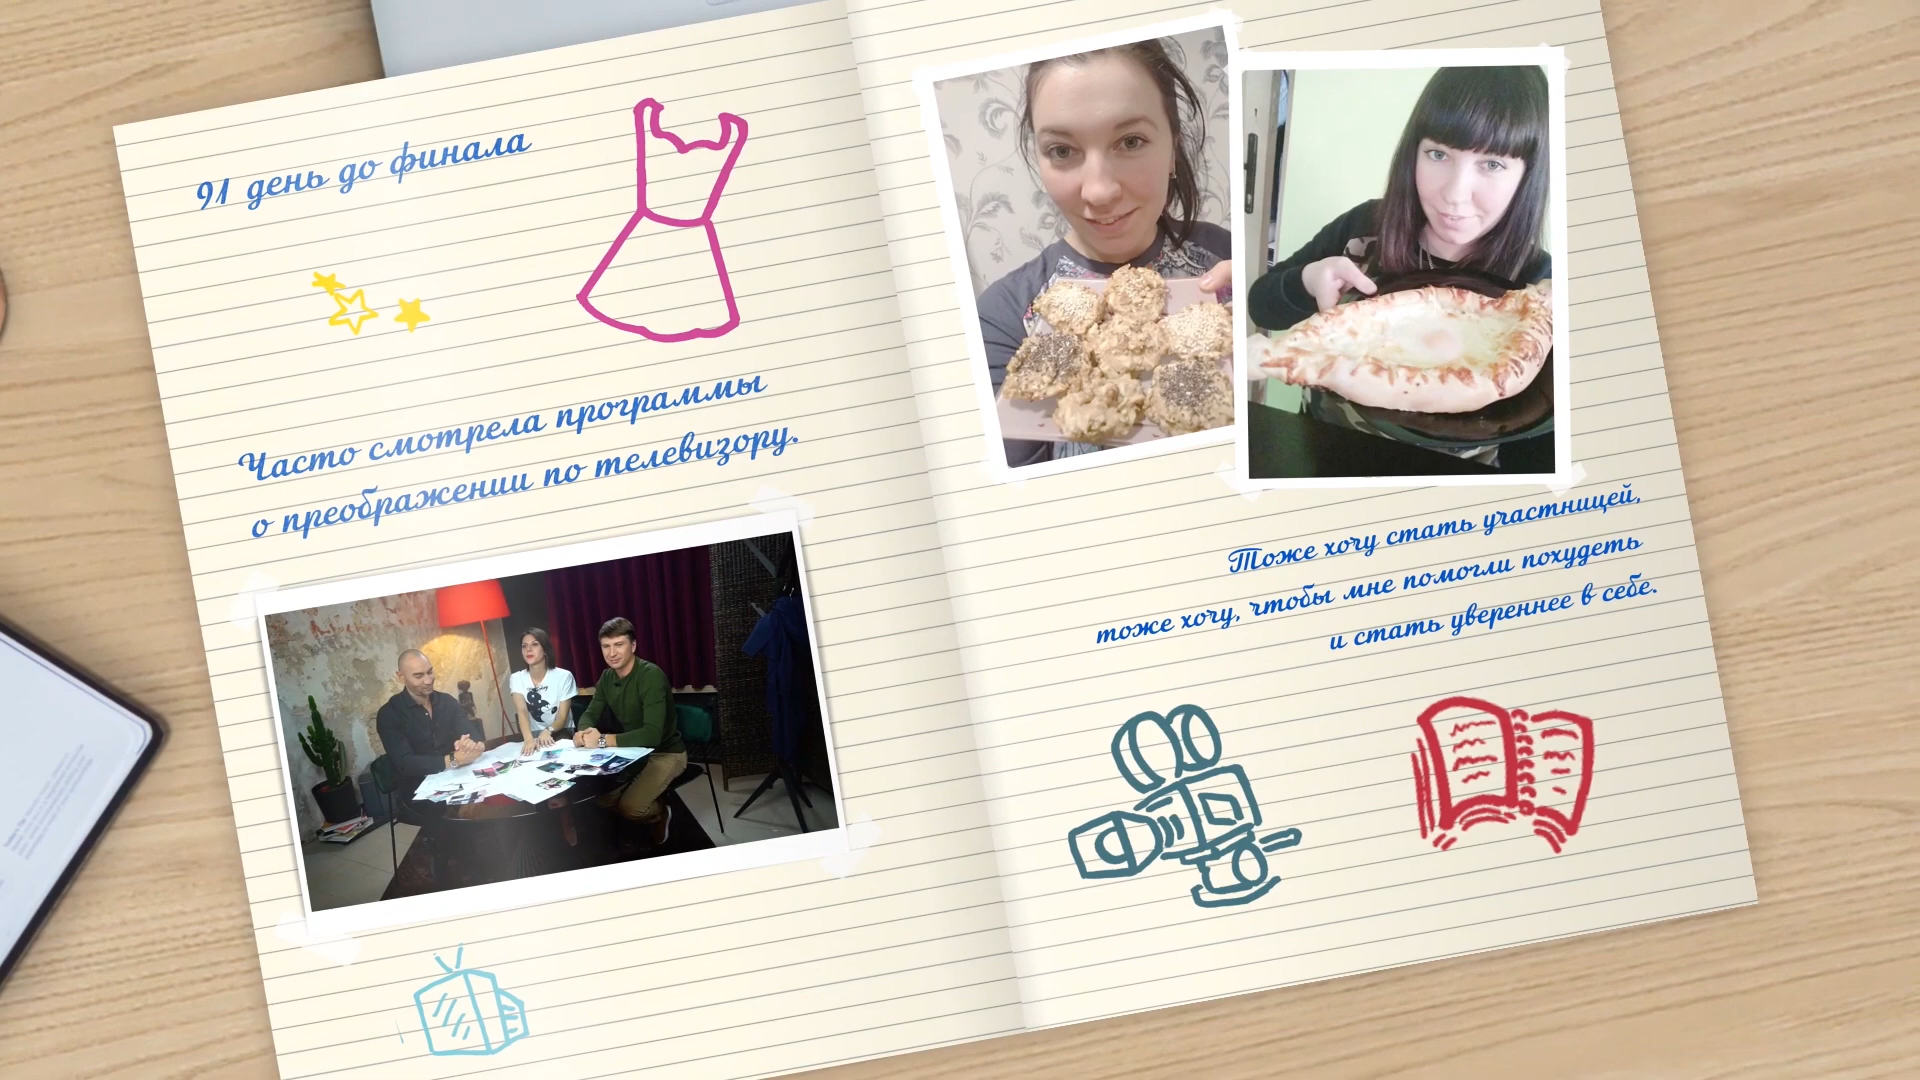 91 день до финала
Часто смотрела программы
о преображении по телевизору.
Тоже хочу стать участницей,
тоже хочу, чтобы мне помогли похудеть
и стать увереннее в себе.